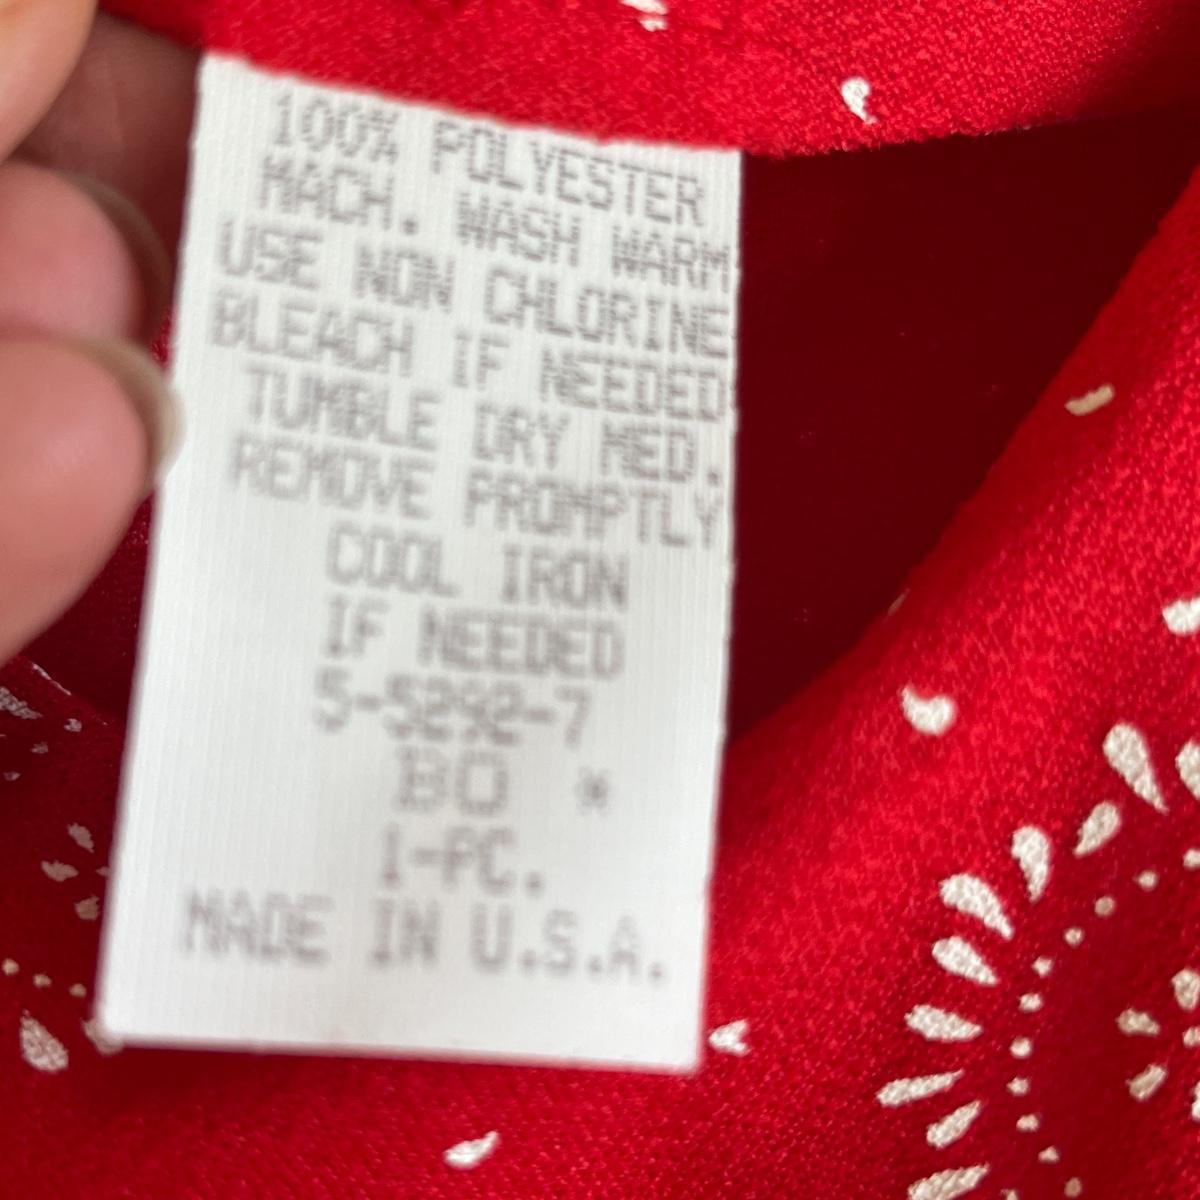 100% POLYESTER
MACH. WASH WARM
USE NON CHLORINE
BLEACH IF NEEDED
TUMBLE DRY MED.
REMOVE PROMPTLY
COOL IRON
IF NEEDED
5-5292-7
BO *
1-PC.
MADE IN U.S.A.